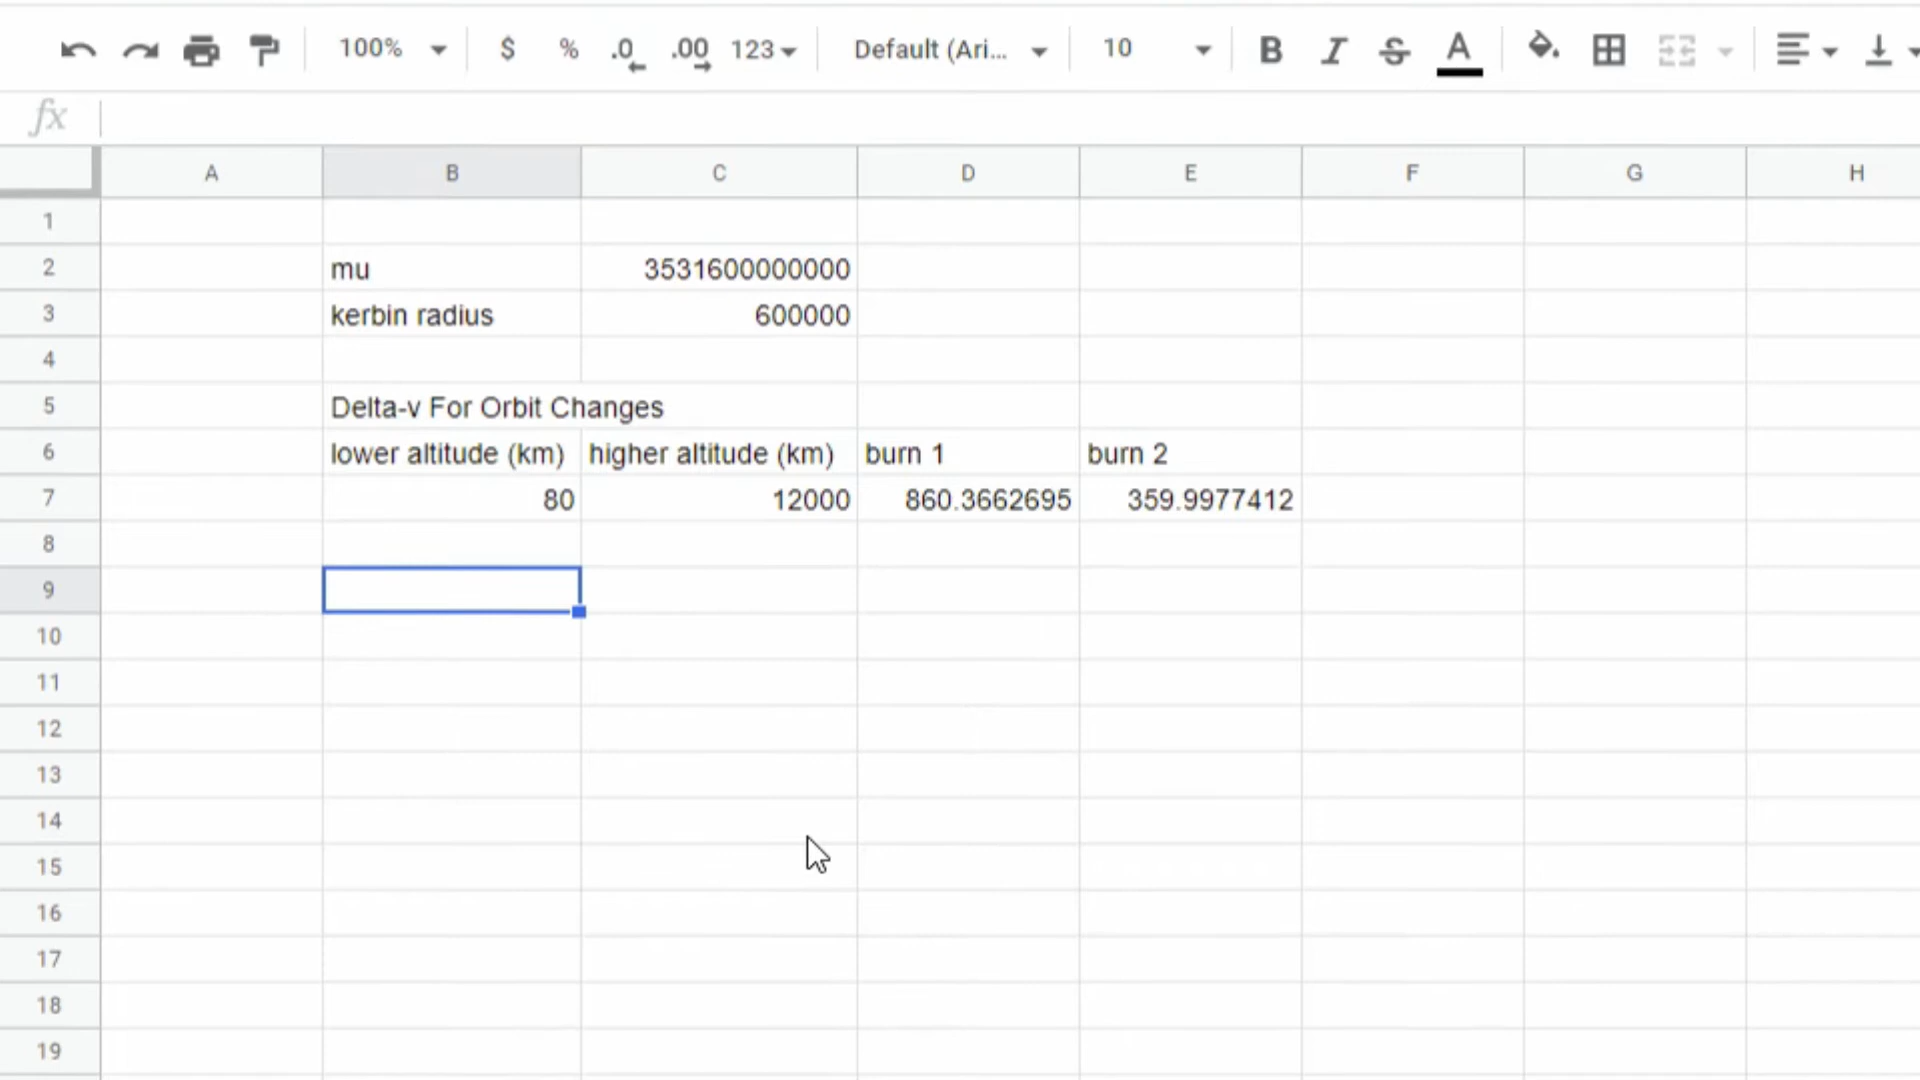 100% $ % .0 .00 123 Default (Ari... 10 B I S A
fx
A B C D E F G H
1
2 mu 3531600000000
3 kerbin radius 600000
4
5 Delta-v For Orbit Changes
6 lower altitude (km) higher altitude (km) burn 1 burn 2
7 80 12000 860.3662695 359.9977412
8
9
10
11
12
13
14
15
16
17
18
19